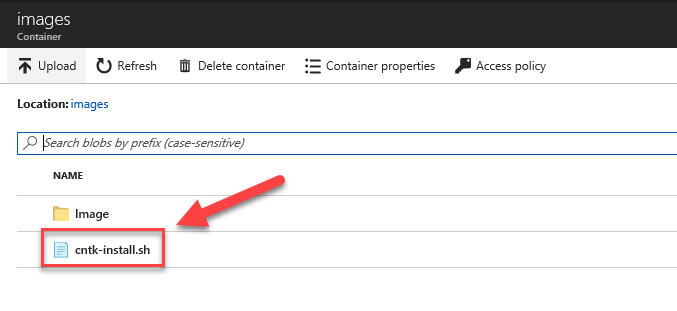 images
Container
Upload Refresh Delete container Container properties Access policy
Location: images
Search blobs by prefix (case-sensitive)
NAME
Image
cntk-install.sh